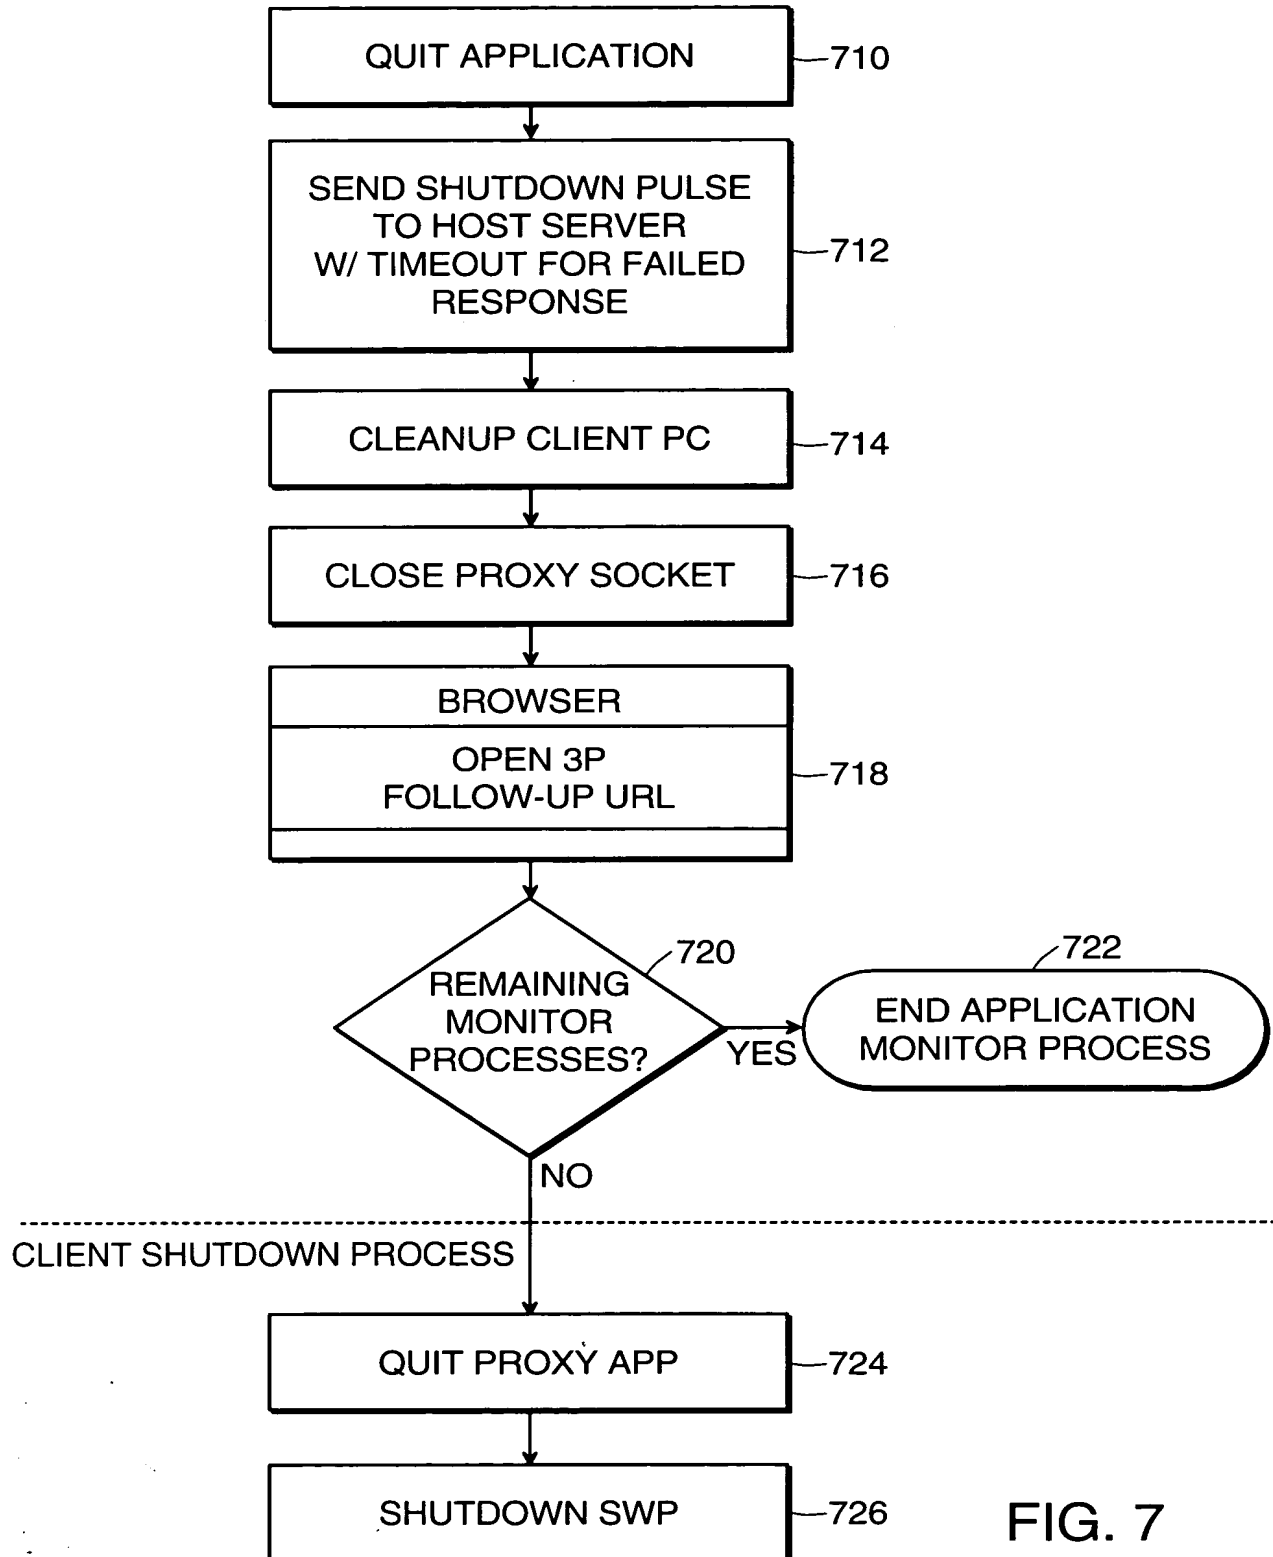 QUIT APPLICATION
710
SEND SHUTDOWN PULSE
TO HOST SERVER
W/ TIMEOUT FOR FAILED
RESPONSE
712
CLEANUP CLIENT PC
714
CLOSE PROXY SOCKET
716
BROWSER
OPEN 3P
FOLLOW-UP URL
718
720
REMAINING
MONITOR
PROCESSES?
YES
722
END APPLICATION
MONITOR PROCESS
NO
CLIENT SHUTDOWN PROCESS
QUIT PROXY APP
724
SHUTDOWN SWP
726
FIG. 7